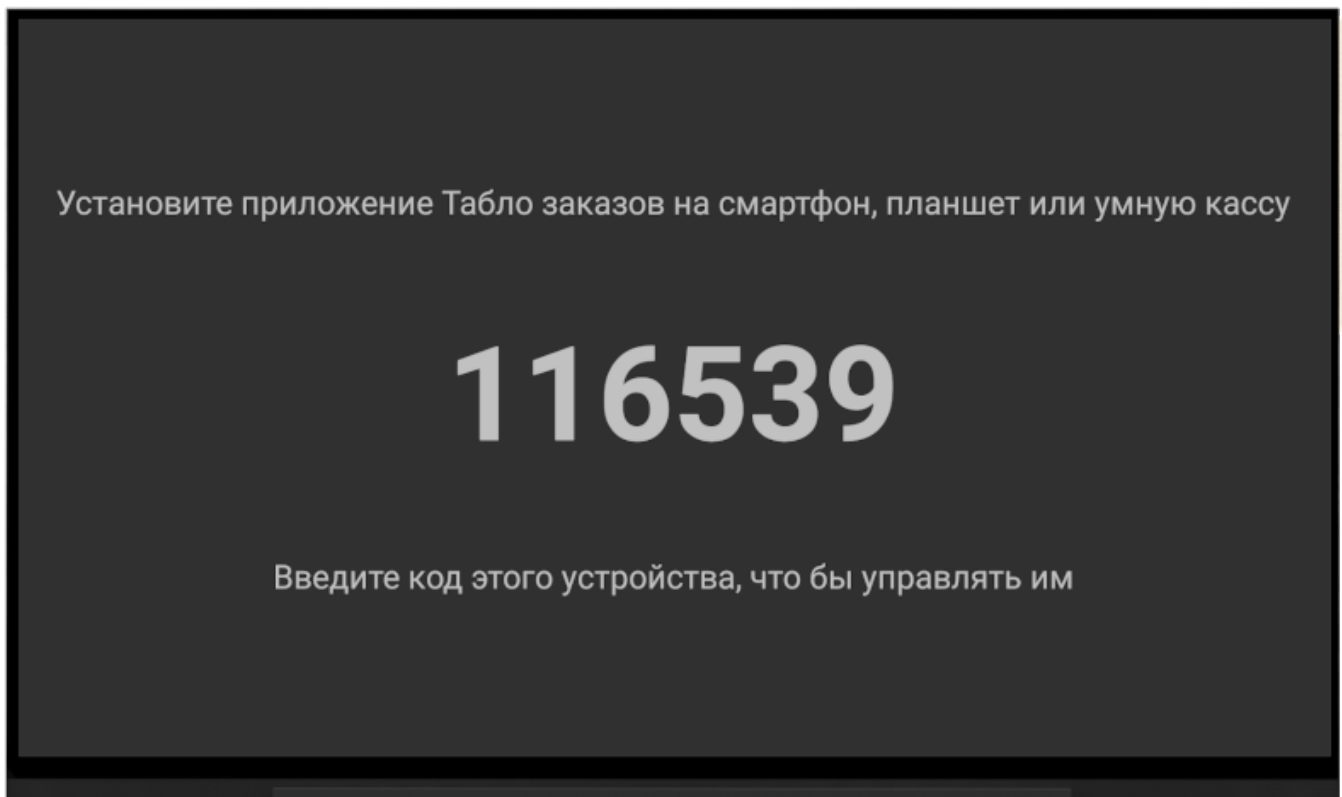 Установите приложение Табло заказов на смартфон, планшет или умную кассу
116539
Введите код этого устройства, что бы управлять им